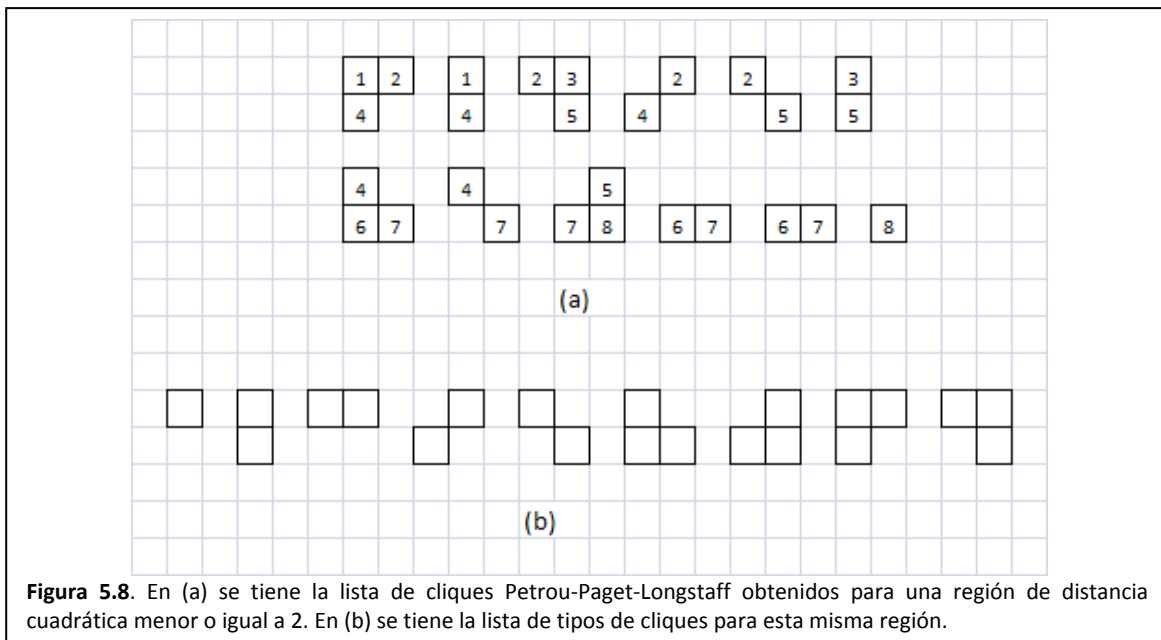 1 2 1 2 3 2 2 3
4 4 5 4 5 5
4 4 5
6 7 7 7 8 6 7 6 7 8
(a)
(b)
Figura 5.8. En (a) se tiene la lista de cliques Petrou-Paget-Longstaff obtenidos para una región de distancia
cuadrática menor o igual a 2. En (b) se tiene la lista de tipos de cliques para esta misma región.